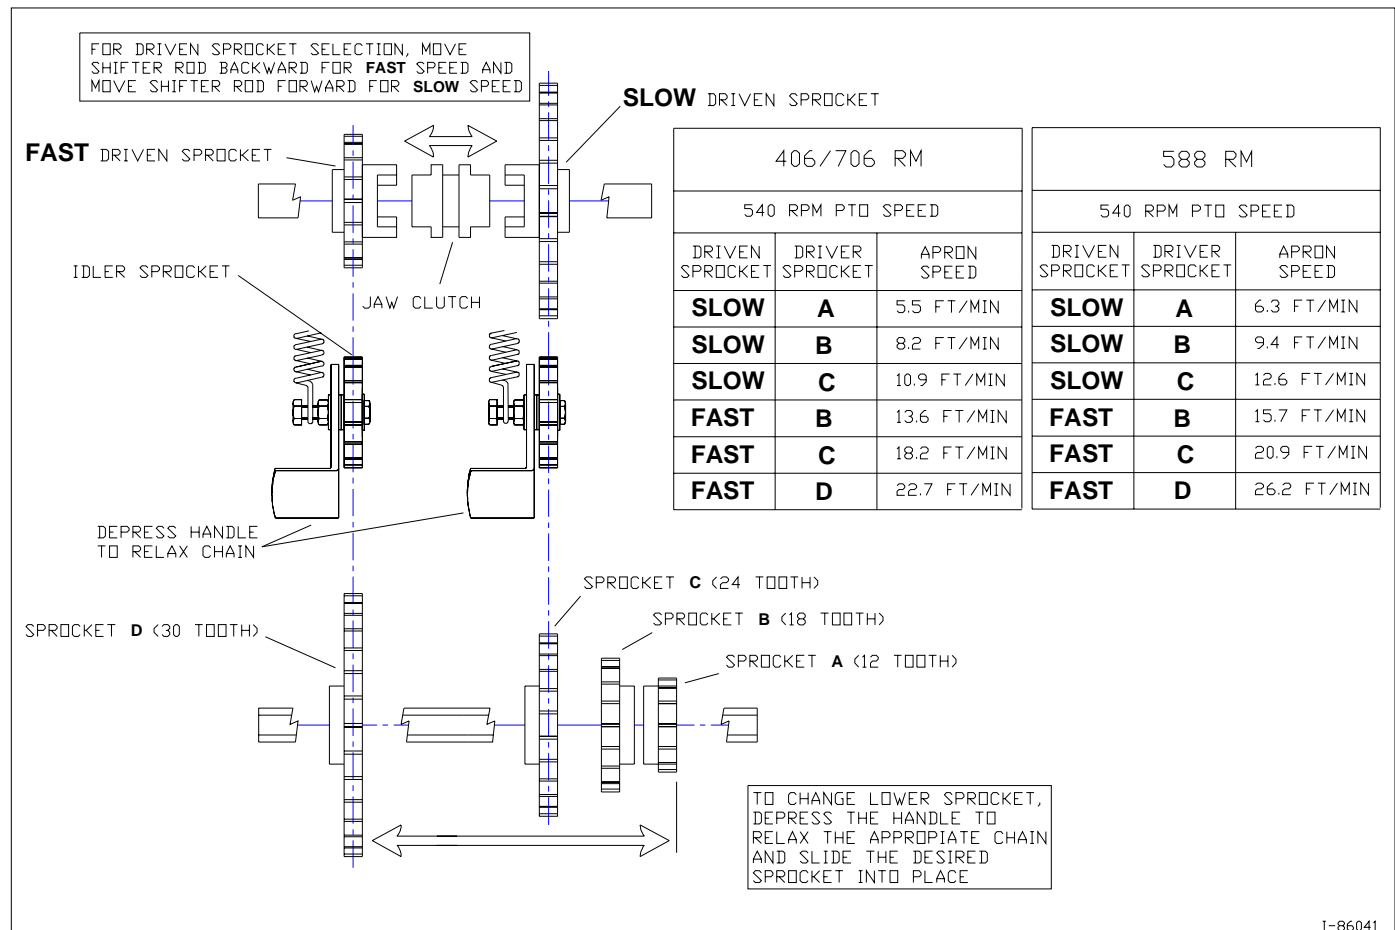 FOR DRIVEN SPROCKET SELECTION, MOVE
SHIFTER ROD BACKWARD FOR FAST SPEED AND
MOVE SHIFTER ROD FORWARD FOR SLOW SPEED
SLOW DRIVEN SPROCKET
FAST DRIVEN SPROCKET
IDLER SPROCKET
JAW CLUTCH
406/706 RM
540 RPM PTO SPEED
DRIVEN SPROCKET DRIVER SPROCKET APRON SPEED
SLOW A 5.5 FT/MIN
SLOW B 8.2 FT/MIN
SLOW C 10.9 FT/MIN
FAST B 13.6 FT/MIN
FAST C 18.2 FT/MIN
FAST D 22.7 FT/MIN
588 RM
540 RPM PTO SPEED
DRIVEN SPROCKET DRIVER SPROCKET APRON SPEED
SLOW A 6.3 FT/MIN
SLOW B 9.4 FT/MIN
SLOW C 12.6 FT/MIN
FAST B 15.7 FT/MIN
FAST C 20.9 FT/MIN
FAST D 26.2 FT/MIN
DEPRESS HANDLE
TO RELAX CHAIN
SPROCKET C (24 TOOTH)
SPROCKET B (18 TOOTH)
SPROCKET D (30 TOOTH)
SPROCKET A (12 TOOTH)
TO CHANGE LOWER SPROCKET,
DEPRESS THE HANDLE TO
RELAX THE APPROPIATE CHAIN
AND SLIDE THE DESIRED
SPROCKET INTO PLACE
I-86041